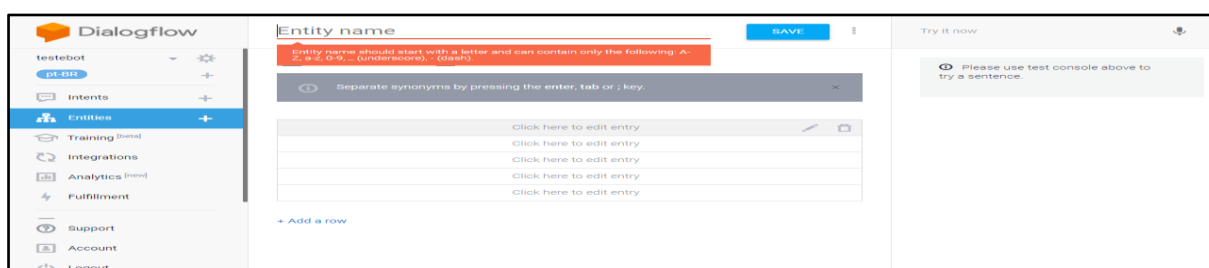 Dialogflow
testebot
pt-BR
Intents
Entities
Training [beta]
Integrations
Analytics [new]
Fulfillment
Support
Account
Logout
Entity name
SAVE
Entity name should start with a letter and can contain only the following: A-
Z, a-z, 0-9, _ (underscore), - (dash).
Separate synonyms by pressing the enter, tab or ; key.
Click here to edit entry
Click here to edit entry
Click here to edit entry
Click here to edit entry
Click here to edit entry
+ Add a row
Try it now
Please use test console above to
try a sentence.